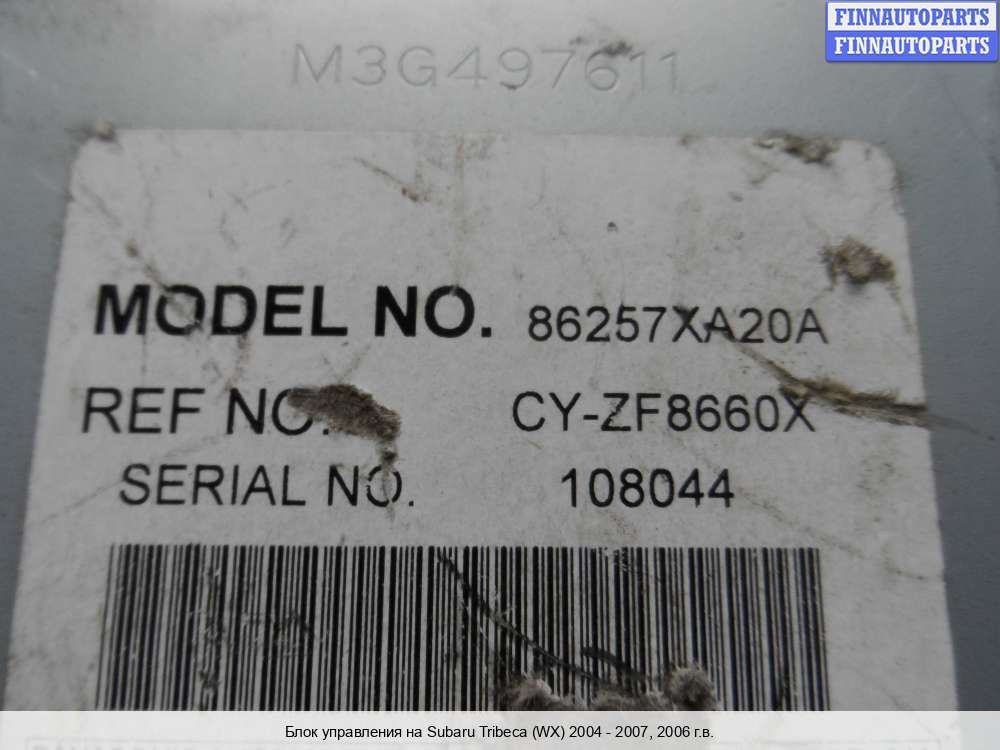 FINNAUTOPARTS
FINNAUTOPARTS
M3G497611
MODEL NO. 86257XA20A
REF NO. CY-ZF8660X
SERIAL NO. 108044
Блок управления на Subaru Tribeca (WX) 2004 - 2007, 2006 г.в.